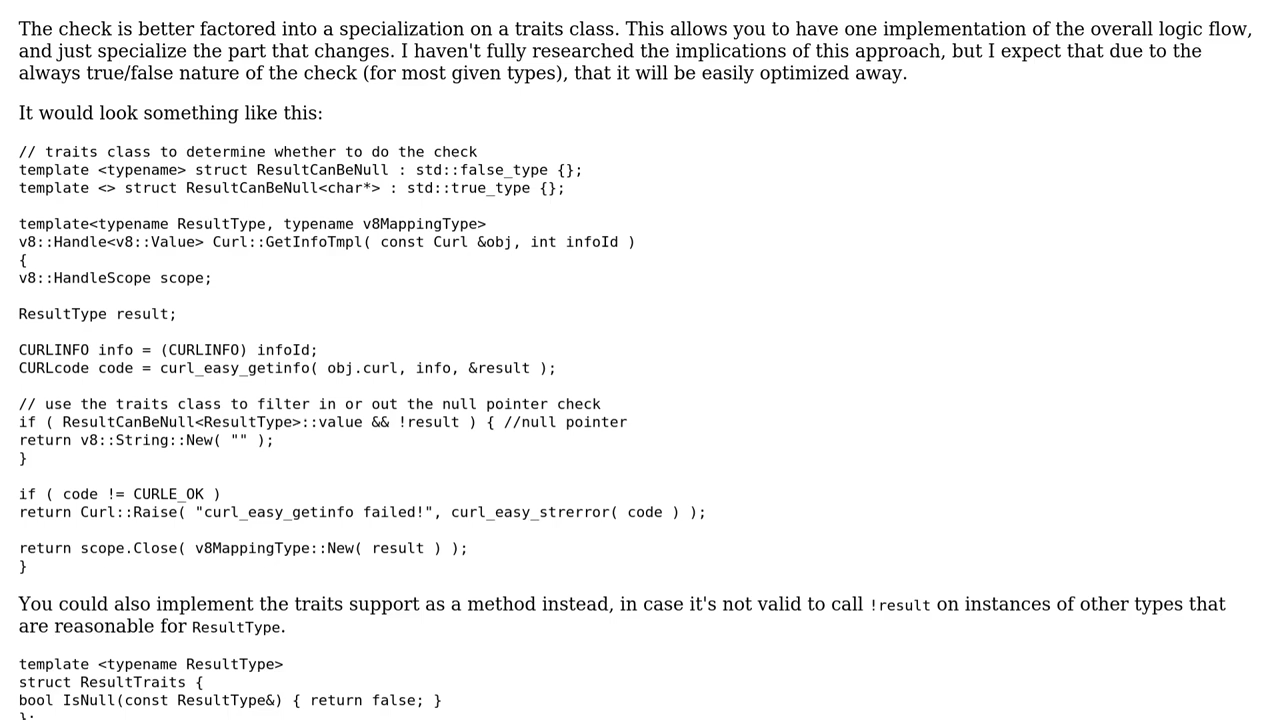 The check is better factored into a specialization on a traits class. This allows you to have one implementation of the overall logic flow,
and just specialize the part that changes. I haven't fully researched the implications of this approach, but I expect that due to the
always true/false nature of the check (for most given types), that it will be easily optimized away.
It would look something like this:
// traits class to determine whether to do the check
template <typename> struct ResultCanBeNull : std::false_type {};
template <> struct ResultCanBeNull<char*> : std::true_type {};
template<typename ResultType, typename v8MappingType>
v8::Handle<v8::Value> Curl::GetInfoTmpl( const Curl &obj, int infoId )
{
v8::HandleScope scope;
ResultType result;
CURLINFO info = (CURLINFO) infoId;
CURLcode code = curl_easy_getinfo( obj.curl, info, &result );
// use the traits class to filter in or out the null pointer check
if ( ResultCanBeNull<ResultType>::value && !result ) { //null pointer
return v8::String::New( "" );
}
if ( code != CURLE_OK )
return Curl::Raise( "curl_easy_getinfo failed!", curl_easy_strerror( code ) );
return scope.Close( v8MappingType::New( result ) );
}
You could also implement the traits support as a method instead, in case it's not valid to call !result on instances of other types that
are reasonable for ResultType.
template <typename ResultType>
struct ResultTraits {
bool IsNull(const ResultType&) { return false; }
};